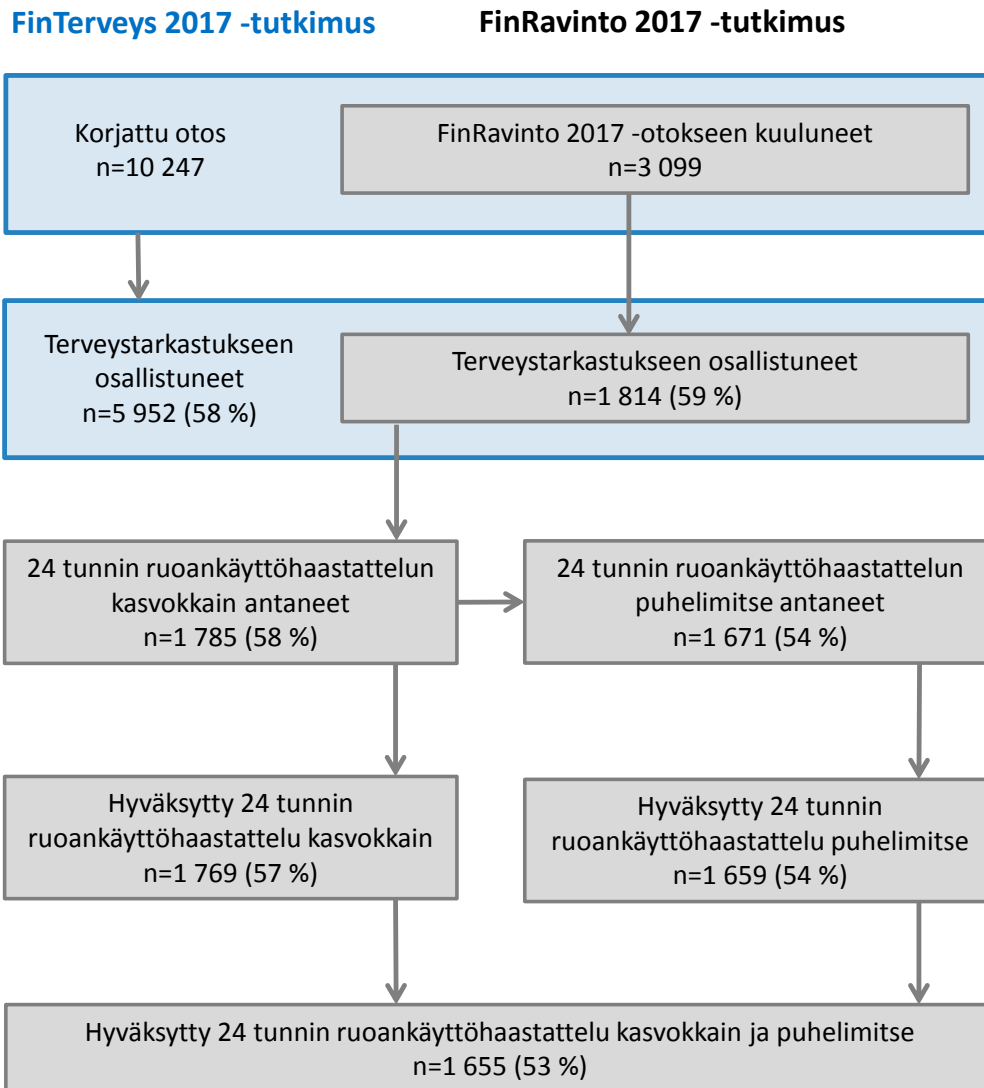 FinTerveys 2017 -tutkimus
FinRavinto 2017 -tutkimus
Korjattu otos
n=10 247
FinRavinto 2017 -otokseen kuuluneet
n=3 099
Terveystarkastukseen
osallistuneet
n=5 952 (58 %)
Terveystarkastukseen osallistuneet
n=1 814 (59 %)
24 tunnin ruoankäyttöhaastattelun
kasvokkain antaneet
n=1 785 (58 %)
24 tunnin ruoankäyttöhaastattelun
puhelimitse antaneet
n=1 671 (54 %)
Hyväksytty 24 tunnin
ruoankäyttöhaastattelu kasvokkain
n=1 769 (57 %)
Hyväksytty 24 tunnin
ruoankäyttöhaastattelu puhelimitse
n=1 659 (54 %)
Hyväksytty 24 tunnin ruoankäyttöhaastattelu kasvokkain ja puhelimitse
n=1 655 (53 %)